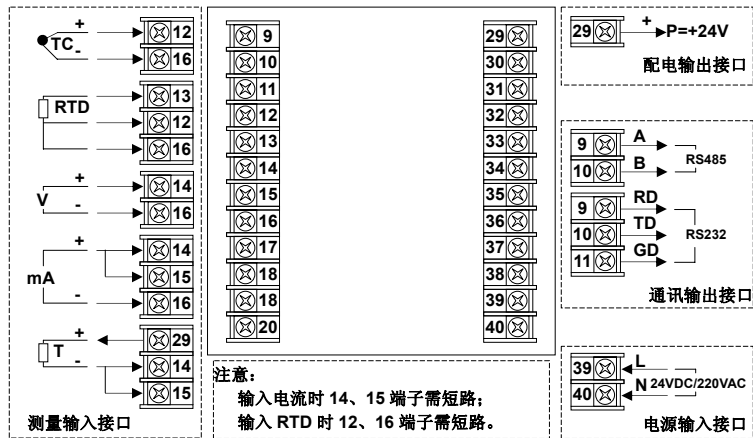 +
TC
-
12
16
RTD
13
12
16
+
V
-
14
16
+
mA
-
14
15
16
+
T
-
29
14
15
测量输入接口
9
10
11
12
13
14
15
16
17
18
18
20
29
30
31
32
33
34
35
36
37
38
39
40
注意：
输入电流时 14、15 端子需短路；
输入 RTD 时 12、16 端子需短路。
29 + P=+24V
配电输出接口
9 A
10 B
RS485
9 RD
10 TD
11 GD
RS232
通讯输出接口
39 L
40 N 24VDC/220VAC
电源输入接口